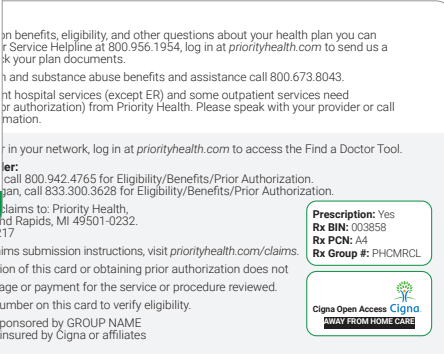 on benefits, eligibility, and other questions about your health plan you can
r Service Helpline at 800.956.1954, log in at priorityhealth.com to send us a
ck your plan documents.
h and substance abuse benefits and assistance call 800.673.8043.
nt hospital services (except ER) and some outpatient services need
or authorization) from Priority Health. Please speak with your provider or call
rmation.
r in your network, log in at priorityhealth.com to access the Find a Doctor Tool.
ler:
call 800.942.4765 for Eligibility/Benefits/Prior Authorization.
gan, call 833.300.3628 for Eligibility/Benefits/Prior Authorization.
claims to: Priority Health,
nd Rapids, MI 49501-0232.
217
ims submission instructions, visit priorityhealth.com/claims.
ion of this card or obtaining prior authorization does not
age or payment for the service or procedure reviewed.
umber on this card to verify eligibility.
ponsored by GROUP NAME
insured by Cigna or affiliates
Prescription: Yes
Rx BIN: 003858
Rx PCN: A4
Rx Group #: PHCMRCL
Cigna Open Access Cigna
AWAY FROM HOME CARE